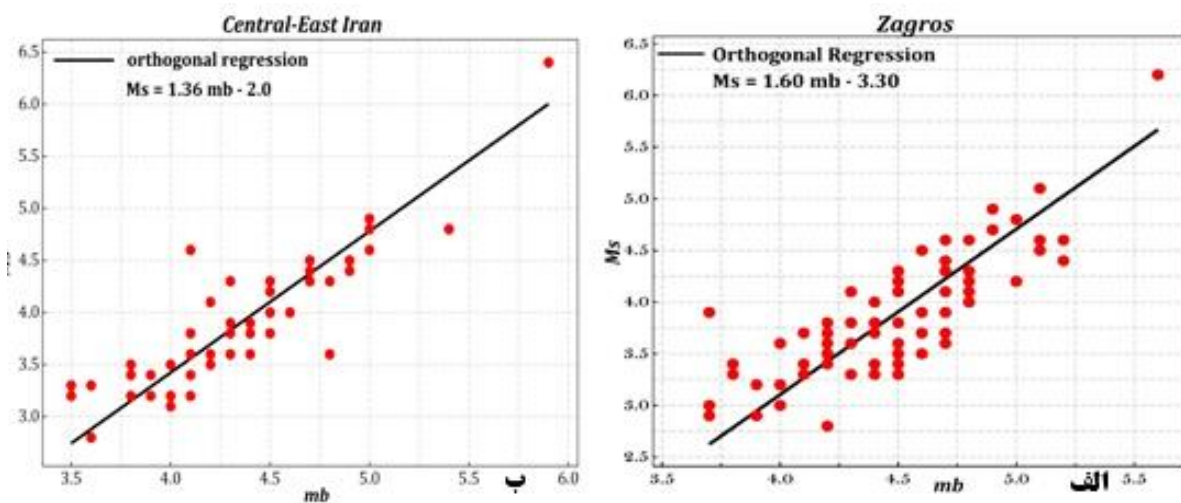 Central-East Iran
orthogonal regression
Ms = 1.36 mb - 2.0
6.5
6.0
5.5
5.0
4.5
4.0
3.5
3.0
3.5 4.0 4.5 5.0 5.5 6.0
mb
ب
Zagros
Orthogonal Regression
Ms = 1.60 mb - 3.30
Ms
6.5
6.0
5.5
5.0
4.5
4.0
3.5
3.0
2.5
3.5 4.0 4.5 5.0 5.5
mb
الف